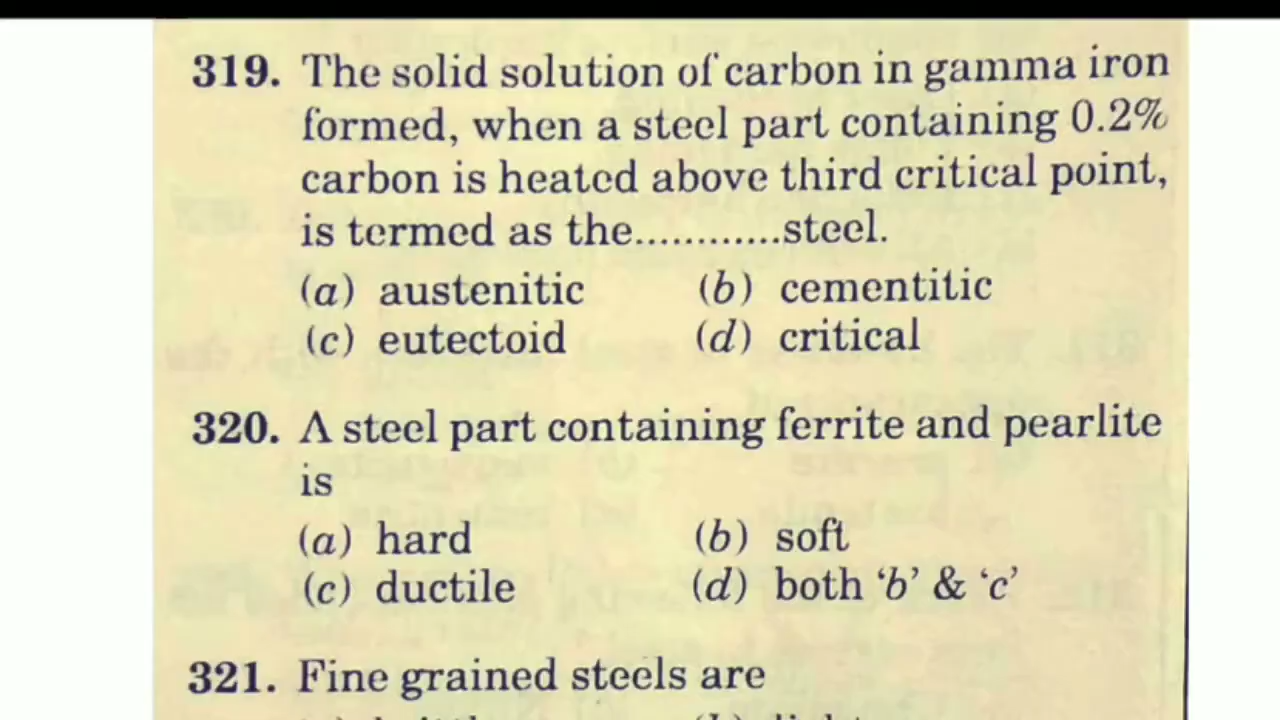 319. The solid solution of carbon in gamma iron
formed, when a steel part containing 0.2%
carbon is heated above third critical point,
is termed as the............steel.
(a) austenitic (b) cementitic
(c) eutectoid (d) critical
320. A steel part containing ferrite and pearlite
is
(a) hard (b) soft
(c) ductile (d) both ‘b’ & ‘c’
321. Fine grained steels are